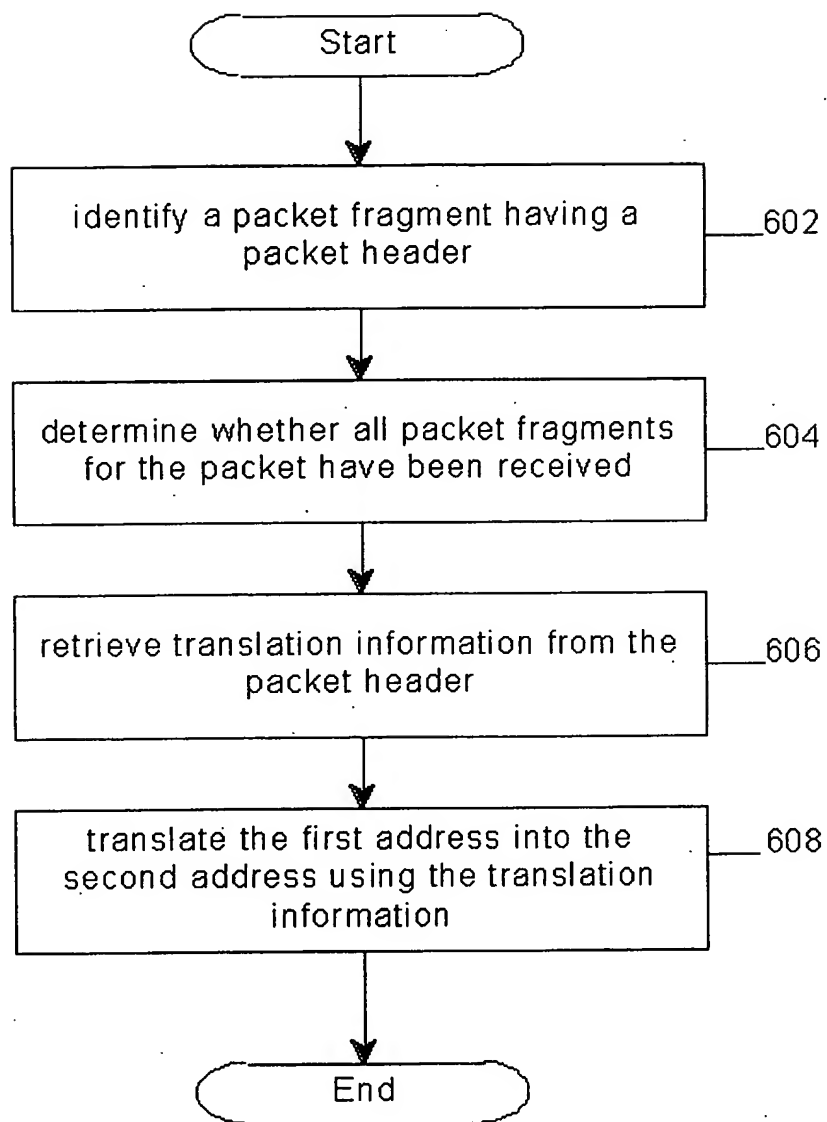 Start
identify a packet fragment having a
packet header
602
determine whether all packet fragments
for the packet have been received
604
retrieve translation information from the
packet header
606
translate the first address into the
second address using the translation
information
608
End